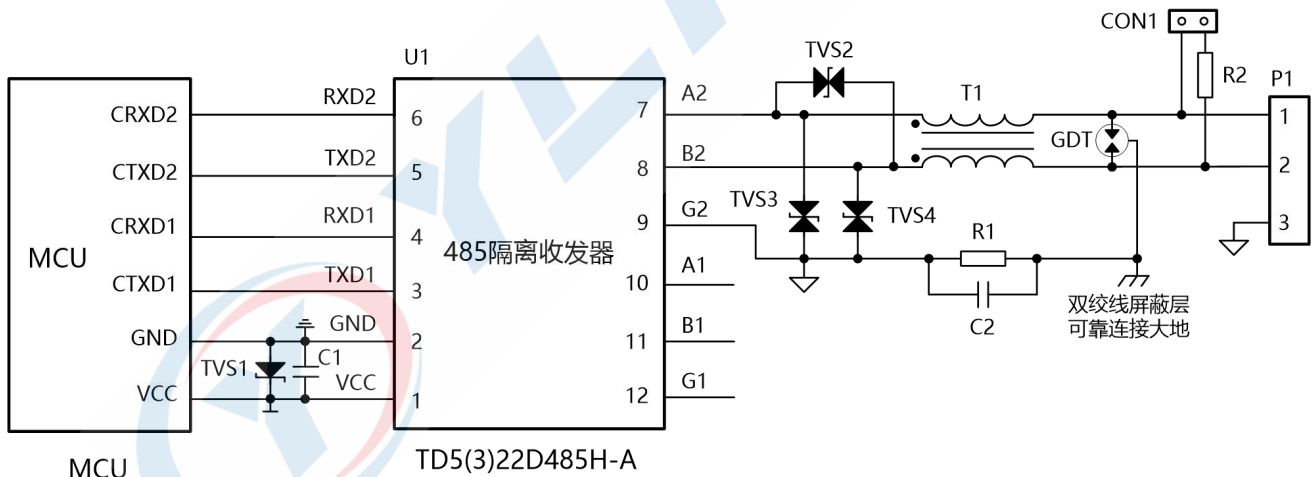 CON1
U1
TVS2
R2
P1
CRXD2
RXD2
6
7
A2
T1
1
GDT
CTXD2
TXD2
5
8
B2
2
CRXD1
RXD1
4
9
G2
TVS3
TVS4
3
MCU
485隔离收发器
R1
CTXD1
TXD1
3
10
A1
C2
双绞线屏蔽层
可靠连接大地
GND
GND
2
11
B1
TVS1
C1
VCC
VCC
1
12
G1
MCU
TD5(3)22D485H-A